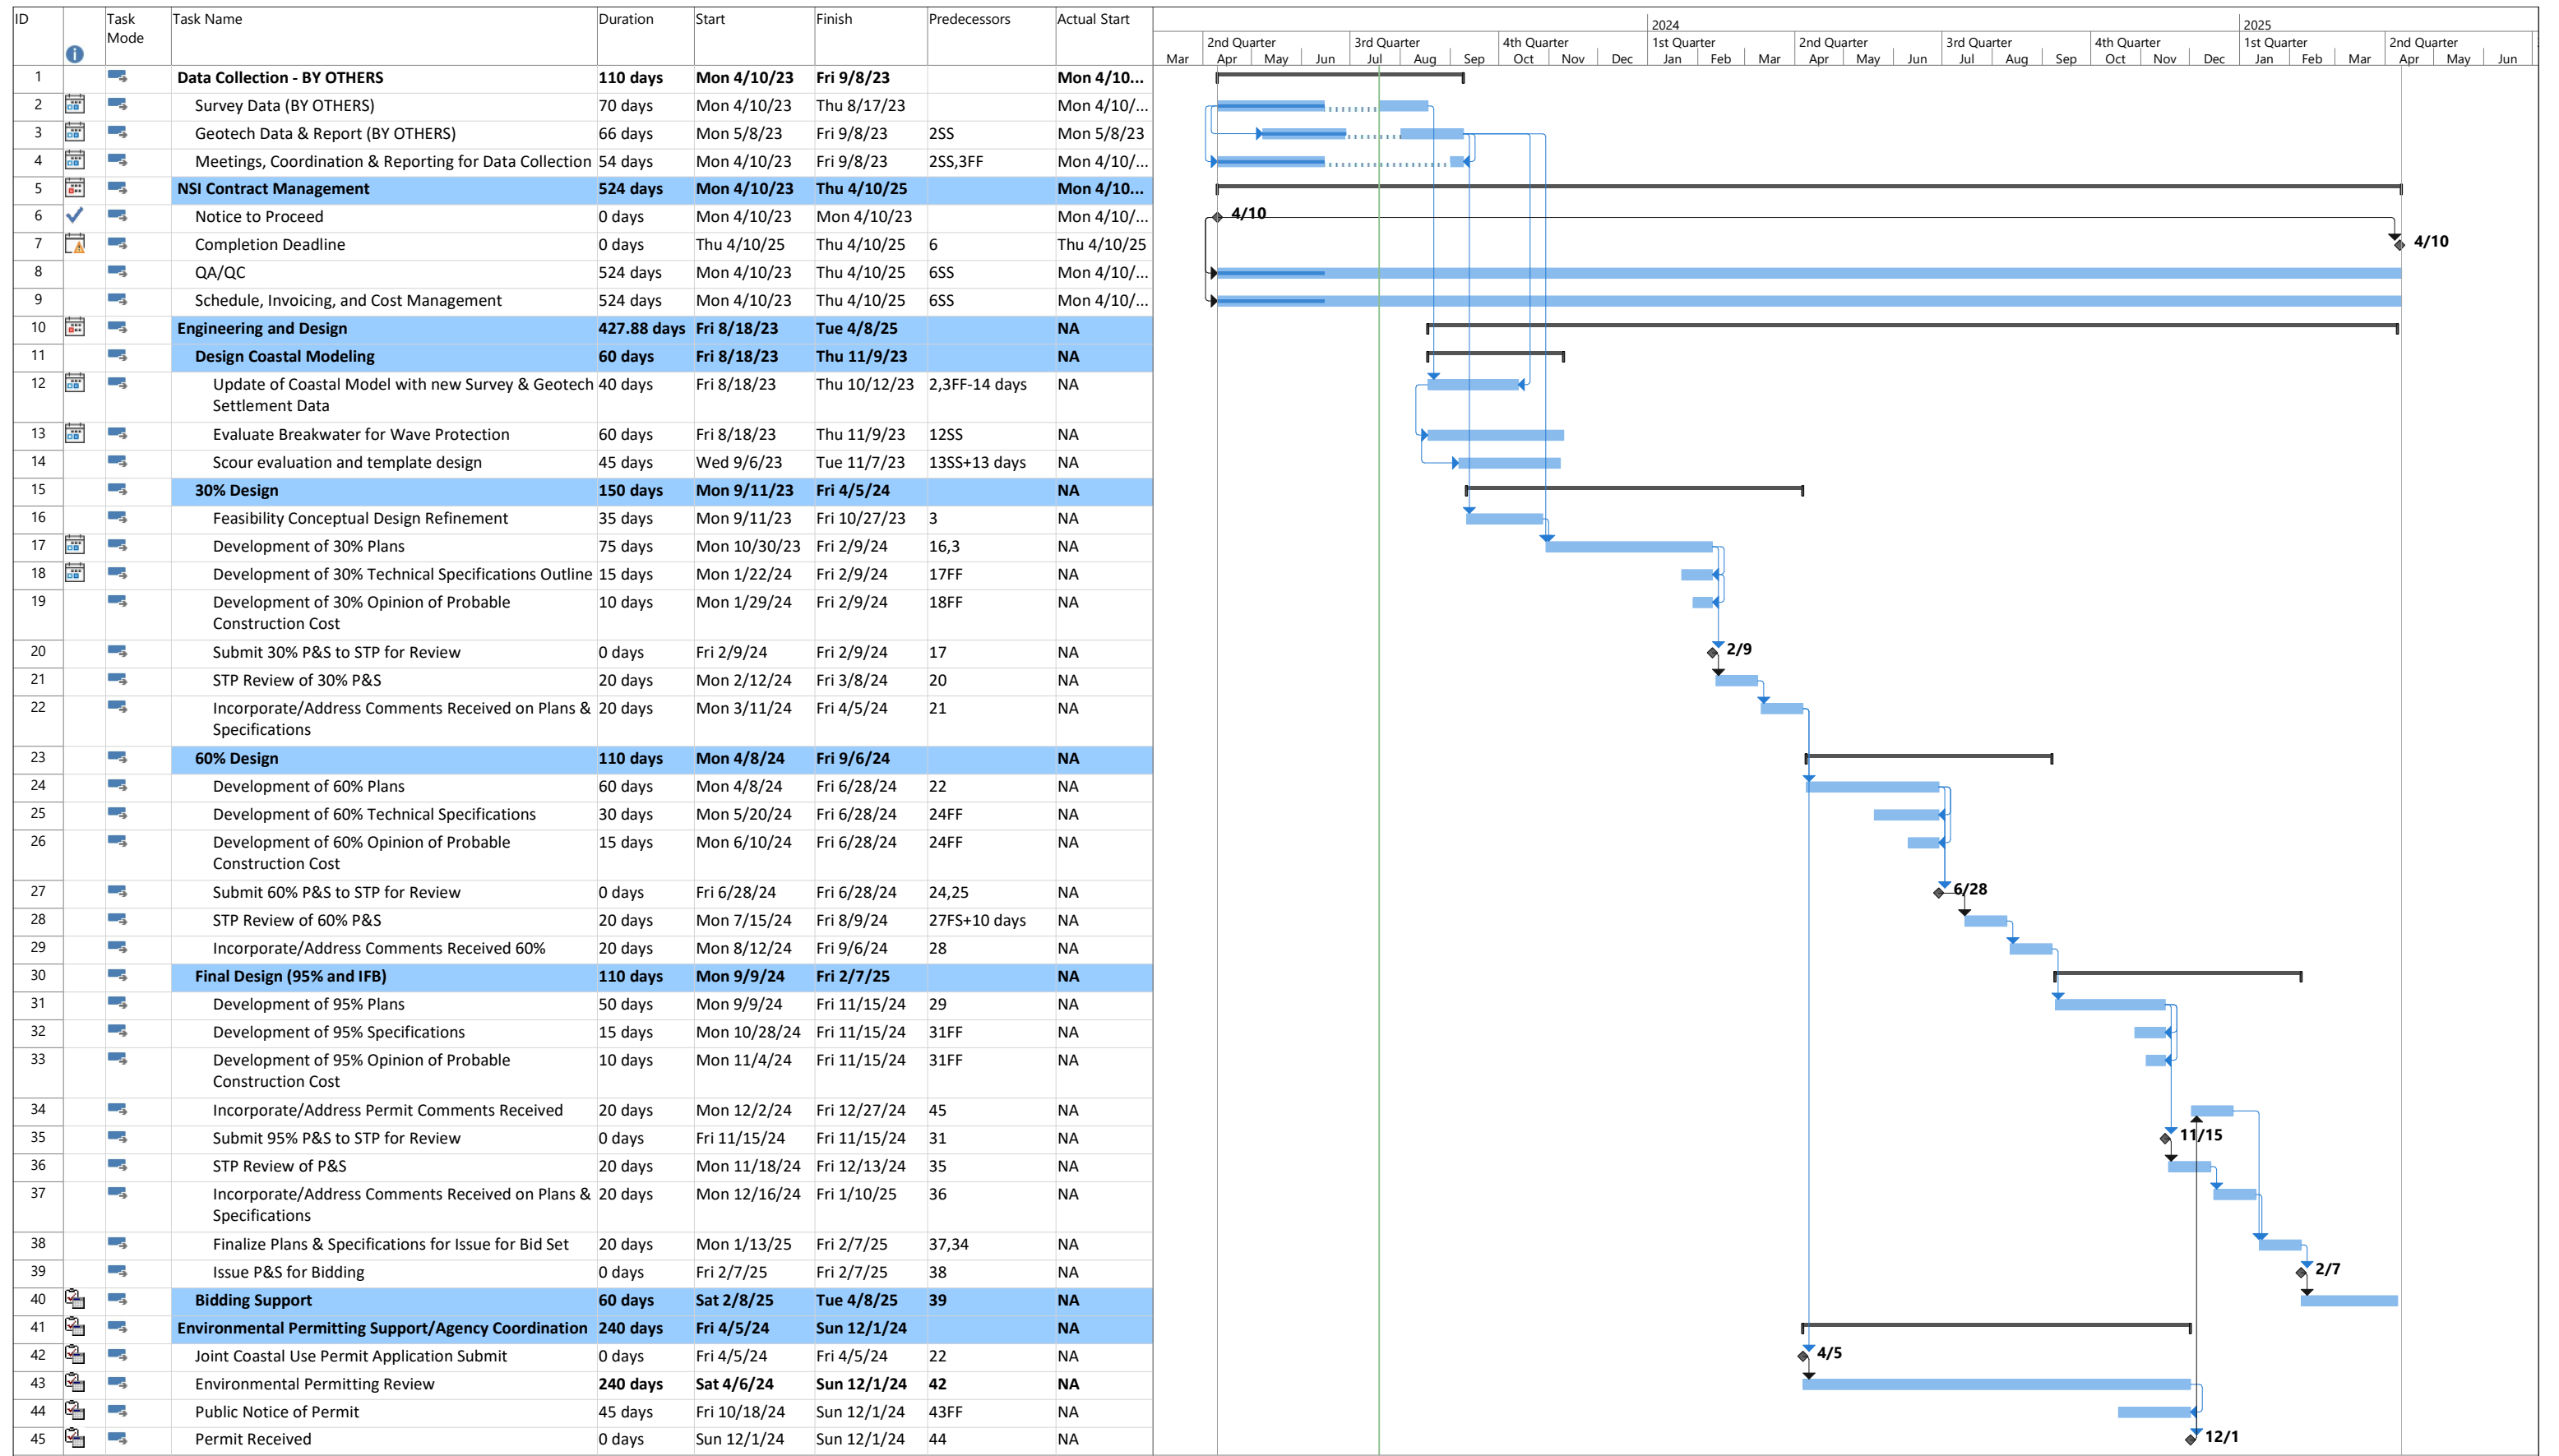 ID Task Mode Task Name Duration Start Finish Predecessors Actual Start
2024 2025
2nd Quarter 3rd Quarter 4th Quarter 1st Quarter 2nd Quarter 3rd Quarter 4th Quarter 1st Quarter 2nd Quarter
Mar Apr May Jun Jul Aug Sep Oct Nov Dec Jan Feb Mar Apr May Jun Jul Aug Sep Oct Nov Dec Jan Feb Mar Apr May Jun
1 Data Collection - BY OTHERS 110 days Mon 4/10/23 Fri 9/8/23 Mon 4/10...
2 Survey Data (BY OTHERS) 70 days Mon 4/10/23 Thu 8/17/23 Mon 4/10/...
3 Geotech Data & Report (BY OTHERS) 66 days Mon 5/8/23 Fri 9/8/23 2SS Mon 5/8/23
4 Meetings, Coordination & Reporting for Data Collection 54 days Mon 4/10/23 Fri 9/8/23 2SS,3FF Mon 4/10/...
5 NSI Contract Management 524 days Mon 4/10/23 Thu 4/10/25 Mon 4/10...
6 Notice to Proceed 0 days Mon 4/10/23 Mon 4/10/23 Mon 4/10/... 4/10
7 Completion Deadline 0 days Thu 4/10/25 Thu 4/10/25 6 Thu 4/10/25 4/10
8 QA/QC 524 days Mon 4/10/23 Thu 4/10/25 6SS Mon 4/10/...
9 Schedule, Invoicing, and Cost Management 524 days Mon 4/10/23 Thu 4/10/25 6SS Mon 4/10/...
10 Engineering and Design 427.88 days Fri 8/18/23 Tue 4/8/25 NA
11 Design Coastal Modeling 60 days Fri 8/18/23 Thu 11/9/23 NA
12 Update of Coastal Model with new Survey & Geotech 40 days Fri 8/18/23 Thu 10/12/23 2,3FF-14 days NA
Settlement Data
13 Evaluate Breakwater for Wave Protection 60 days Fri 8/18/23 Thu 11/9/23 12SS NA
14 Scour evaluation and template design 45 days Wed 9/6/23 Tue 11/7/23 13SS+13 days NA
15 30% Design 150 days Mon 9/11/23 Fri 4/5/24 NA
16 Feasibility Conceptual Design Refinement 35 days Mon 9/11/23 Fri 10/27/23 3 NA
17 Development of 30% Plans 75 days Mon 10/30/23 Fri 2/9/24 16,3 NA
18 Development of 30% Technical Specifications Outline 15 days Mon 1/22/24 Fri 2/9/24 17FF NA
19 Development of 30% Opinion of Probable 10 days Mon 1/29/24 Fri 2/9/24 18FF NA
Construction Cost
20 Submit 30% P&S to STP for Review 0 days Fri 2/9/24 Fri 2/9/24 17 NA 2/9
21 STP Review of 30% P&S 20 days Mon 2/12/24 Fri 3/8/24 20 NA
22 Incorporate/Address Comments Received on Plans & 20 days Mon 3/11/24 Fri 4/5/24 21 NA
Specifications
23 60% Design 110 days Mon 4/8/24 Fri 9/6/24 NA
24 Development of 60% Plans 60 days Mon 4/8/24 Fri 6/28/24 22 NA
25 Development of 60% Technical Specifications 30 days Mon 5/20/24 Fri 6/28/24 24FF NA
26 Development of 60% Opinion of Probable 15 days Mon 6/10/24 Fri 6/28/24 24FF NA
Construction Cost
27 Submit 60% P&S to STP for Review 0 days Fri 6/28/24 Fri 6/28/24 24,25 NA 6/28
28 STP Review of 60% P&S 20 days Mon 7/15/24 Fri 8/9/24 27FS+10 days NA
29 Incorporate/Address Comments Received 60% 20 days Mon 8/12/24 Fri 9/6/24 28 NA
30 Final Design (95% and IFB) 110 days Mon 9/9/24 Fri 2/7/25 NA
31 Development of 95% Plans 50 days Mon 9/9/24 Fri 11/15/24 29 NA
32 Development of 95% Specifications 15 days Mon 10/28/24 Fri 11/15/24 31FF NA
33 Development of 95% Opinion of Probable 10 days Mon 11/4/24 Fri 11/15/24 31FF NA
Construction Cost
34 Incorporate/Address Permit Comments Received 20 days Mon 12/2/24 Fri 12/27/24 45 NA
35 Submit 95% P&S to STP for Review 0 days Fri 11/15/24 Fri 11/15/24 31 NA 11/15
36 STP Review of P&S 20 days Mon 11/18/24 Fri 12/13/24 35 NA
37 Incorporate/Address Comments Received on Plans & 20 days Mon 12/16/24 Fri 1/10/25 36 NA
Specifications
38 Finalize Plans & Specifications for Issue for Bid Set 20 days Mon 1/13/25 Fri 2/7/25 37,34 NA
39 Issue P&S for Bidding 0 days Fri 2/7/25 Fri 2/7/25 38 NA 2/7
40 Bidding Support 60 days Sat 2/8/25 Tue 4/8/25 39 NA
41 Environmental Permitting Support/Agency Coordination 240 days Fri 4/5/24 Sun 12/1/24 NA
42 Joint Coastal Use Permit Application Submit 0 days Fri 4/5/24 Fri 4/5/24 22 NA 4/5
43 Environmental Permitting Review 240 days Sat 4/6/24 Sun 12/1/24 42 NA
44 Public Notice of Permit 45 days Fri 10/18/24 Sun 12/1/24 43FF NA
45 Permit Received 0 days Sun 12/1/24 Sun 12/1/24 44 NA 12/1